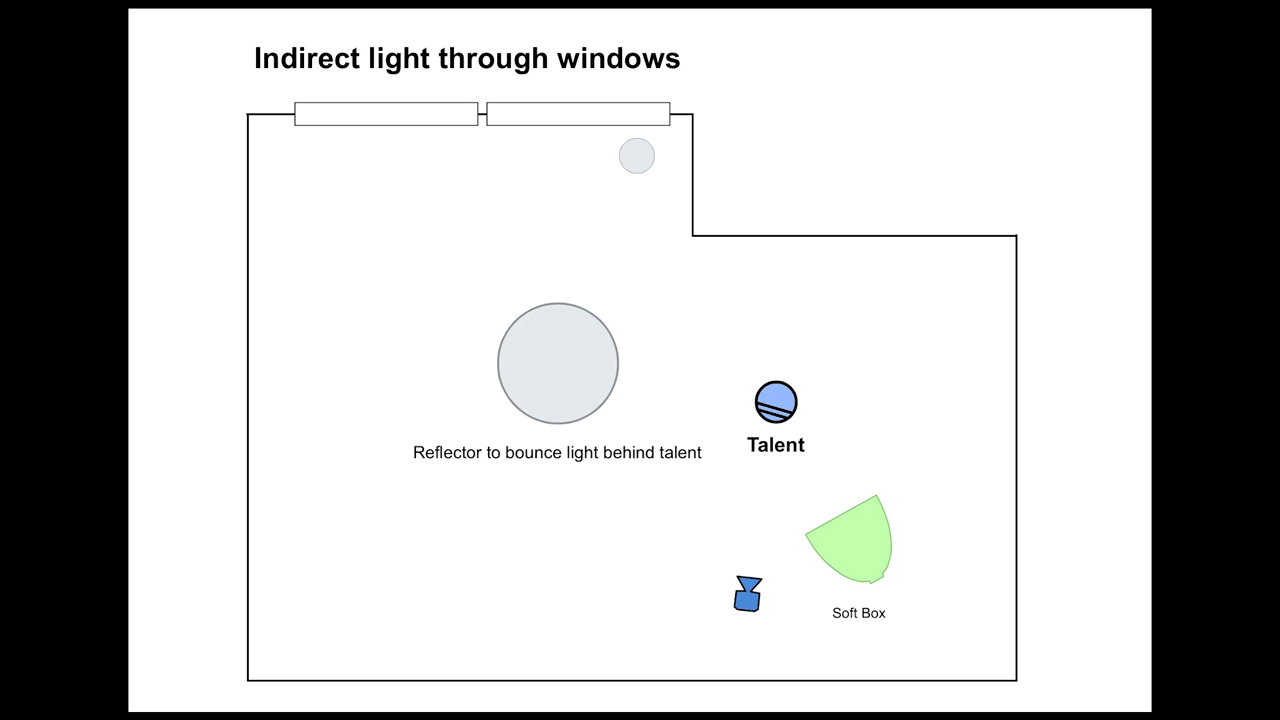 Indirect light through windows
Reflector to bounce light behind talent
Talent
Soft Box